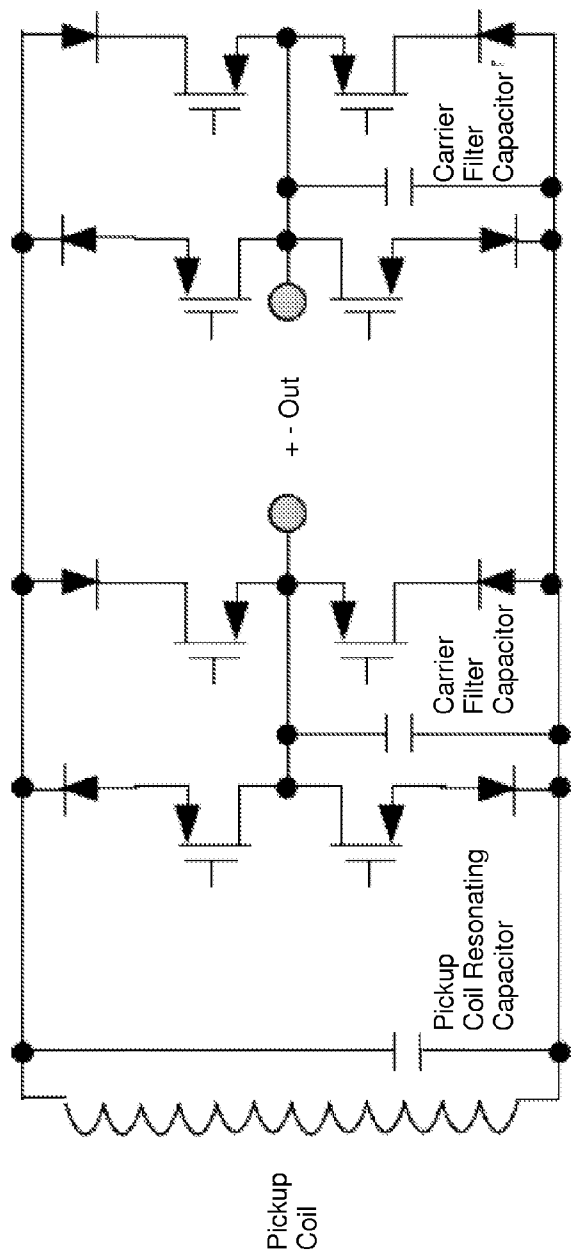 Carrier
Filter
Capacitor
+ - Out
Carrier
Filter
Capacitor
Pickup
Coil Resonating
Capacitor
Pickup
Coil